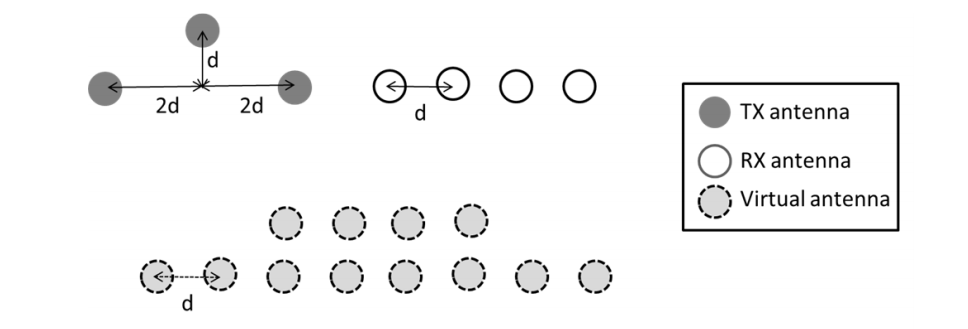 d
2d 2d
d
TX antenna
RX antenna
Virtual antenna
d